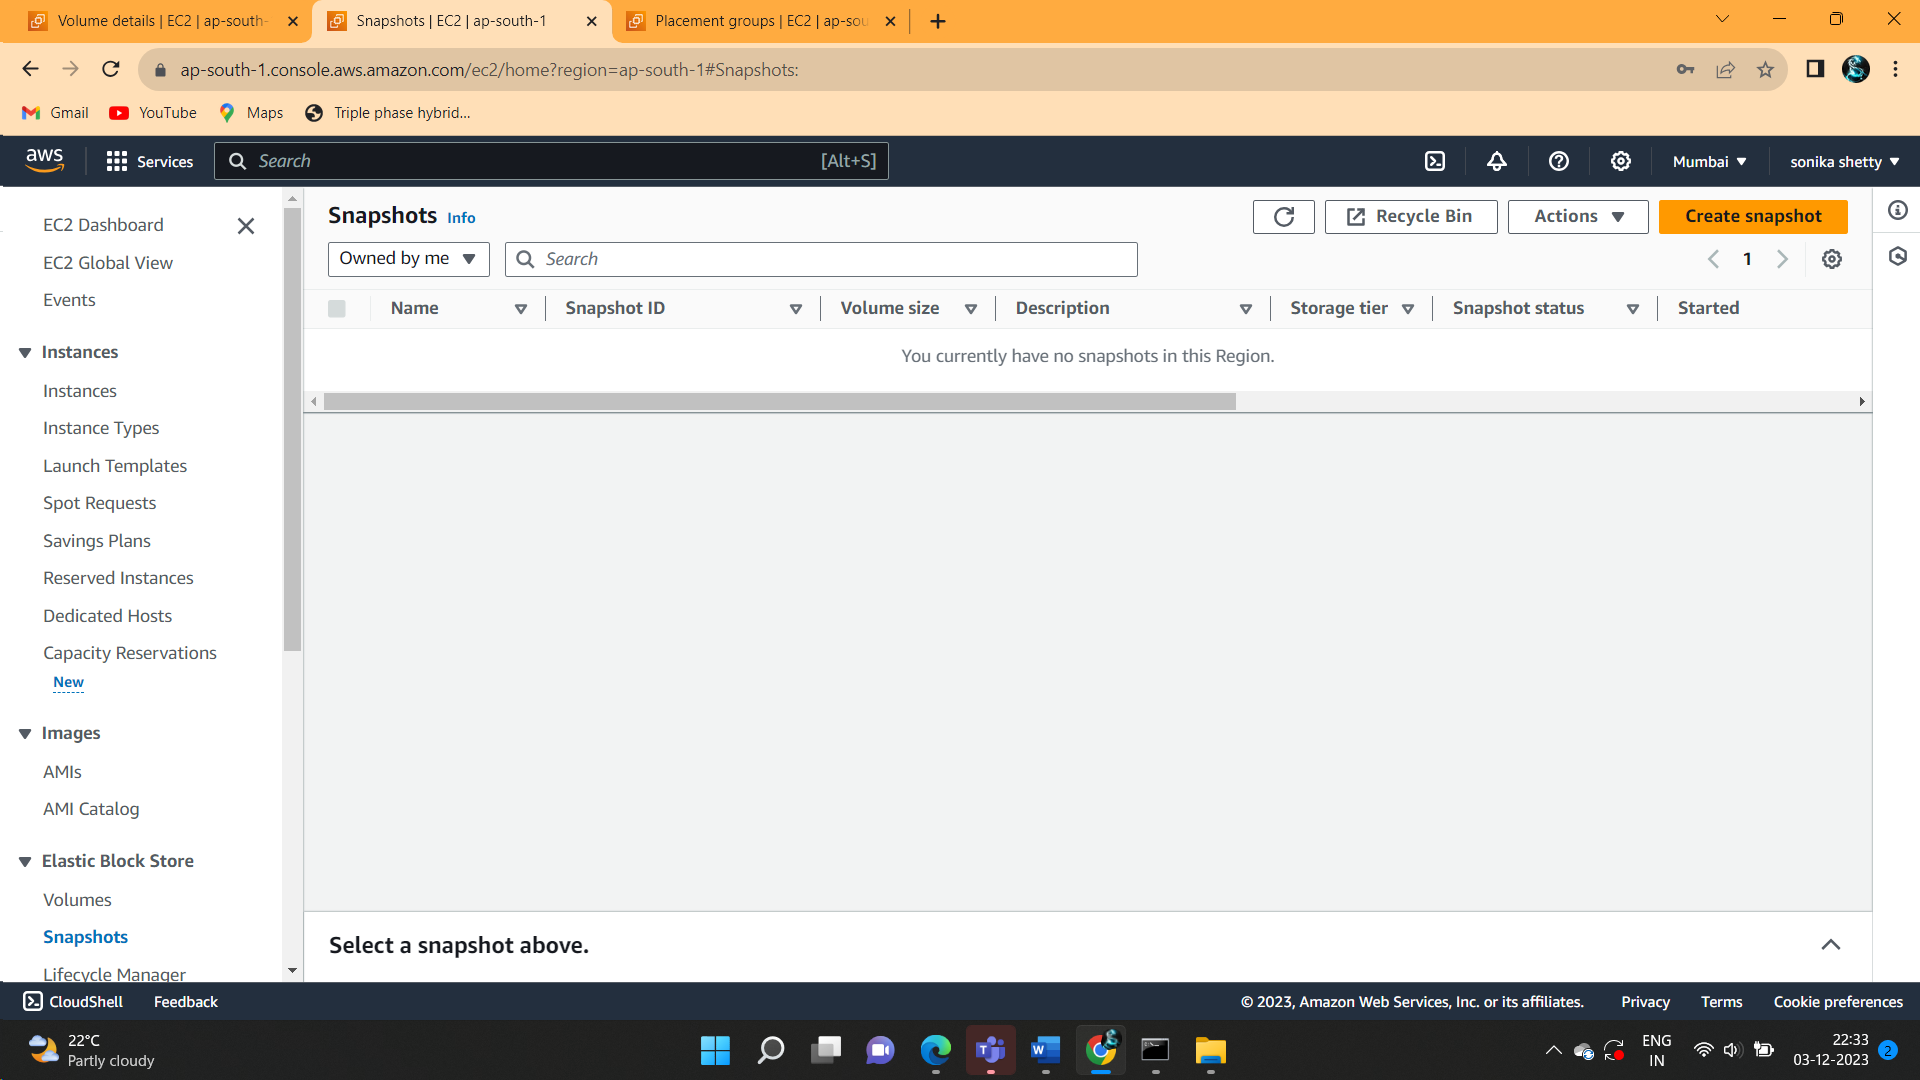 Volume details | EC2 | ap-south-
Snapshots | EC2 | ap-south-1
Placement groups | EC2 | ap-sou
ap-south-1.console.aws.amazon.com/ec2/home?region=ap-south-1#Snapshots:
Gmail
YouTube
Maps
Triple phase hybrid...
aws
Services
Search
[Alt+S]
Mumbai
sonika shetty
EC2 Dashboard
EC2 Global View
Events
Instances
Instances
Instance Types
Launch Templates
Spot Requests
Savings Plans
Reserved Instances
Dedicated Hosts
Capacity Reservations
New
Images
AMIs
AMI Catalog
Elastic Block Store
Volumes
Snapshots
Lifecycle Manager
Snapshots Info
Recycle Bin
Actions
Create snapshot
Owned by me
Search
1
Name
Snapshot ID
Volume size
Description
Storage tier
Snapshot status
Started
You currently have no snapshots in this Region.
Select a snapshot above.
CloudShell
Feedback
© 2023, Amazon Web Services, Inc. or its affiliates.
Privacy
Terms
Cookie preferences
22°C
Partly cloudy
ENG
IN
22:33
03-12-2023
2